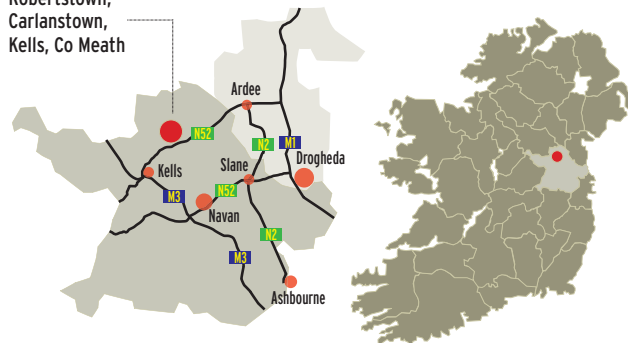 Robertstown,
Carlanstown,
Kells, Co Meath
Ardee
N52
N2
M1
Drogheda
Slane
Kells
N52
M3
Navan
N2
M3
Ashbourne